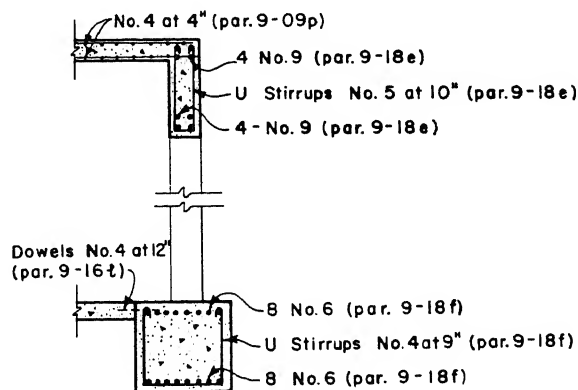 No.4 at 4" (par. 9-09p)
4 No.9 (par. 9-18e)
U Stirrups No.5 at 10" (par. 9-18e)
4-No.9 (par. 9-18e)
Dowels No.4 at 12"
(par. 9-16ℓ)
8 No.6 (par. 9-18f)
U Stirrups No.4 at 9" (par. 9-18f)
8 No.6 (par. 9-18f)